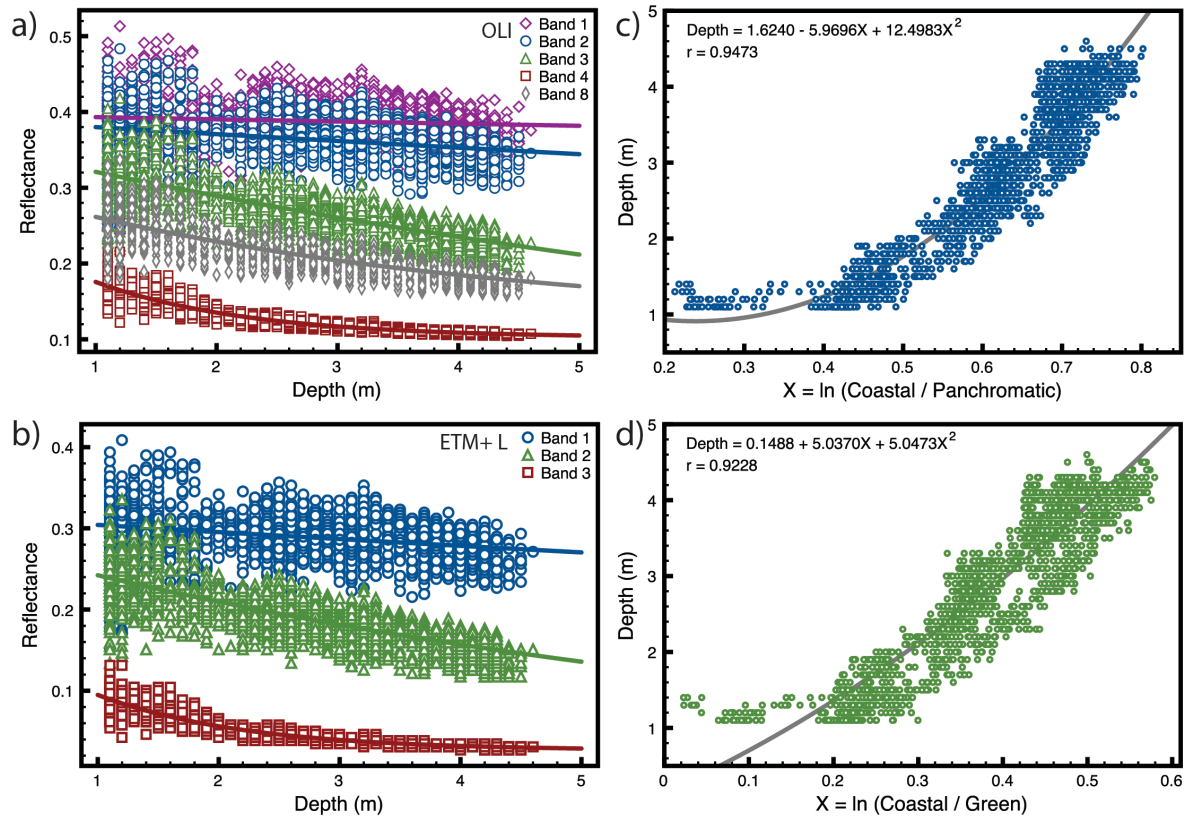 a)
OLI
Band 1
Band 2
Band 3
Band 4
Band 8
0.5
0.4
0.3
0.2
0.1
Reflectance
1 2 3 4 5
Depth (m)
c)
Depth = 1.6240 - 5.9696X + 12.4983X²
r = 0.9473
5
4
3
2
1
Depth (m)
0.2 0.3 0.4 0.5 0.6 0.7 0.8
X = ln (Coastal / Panchromatic)
b)
ETM+ L
Band 1
Band 2
Band 3
0.4
0.3
0.2
0.1
Reflectance
1 2 3 4 5
Depth (m)
d)
Depth = 0.1488 + 5.0370X + 5.0473X²
r = 0.9228
5
4
3
2
1
Depth (m)
0 0.1 0.2 0.3 0.4 0.5 0.6
X = ln (Coastal / Green)